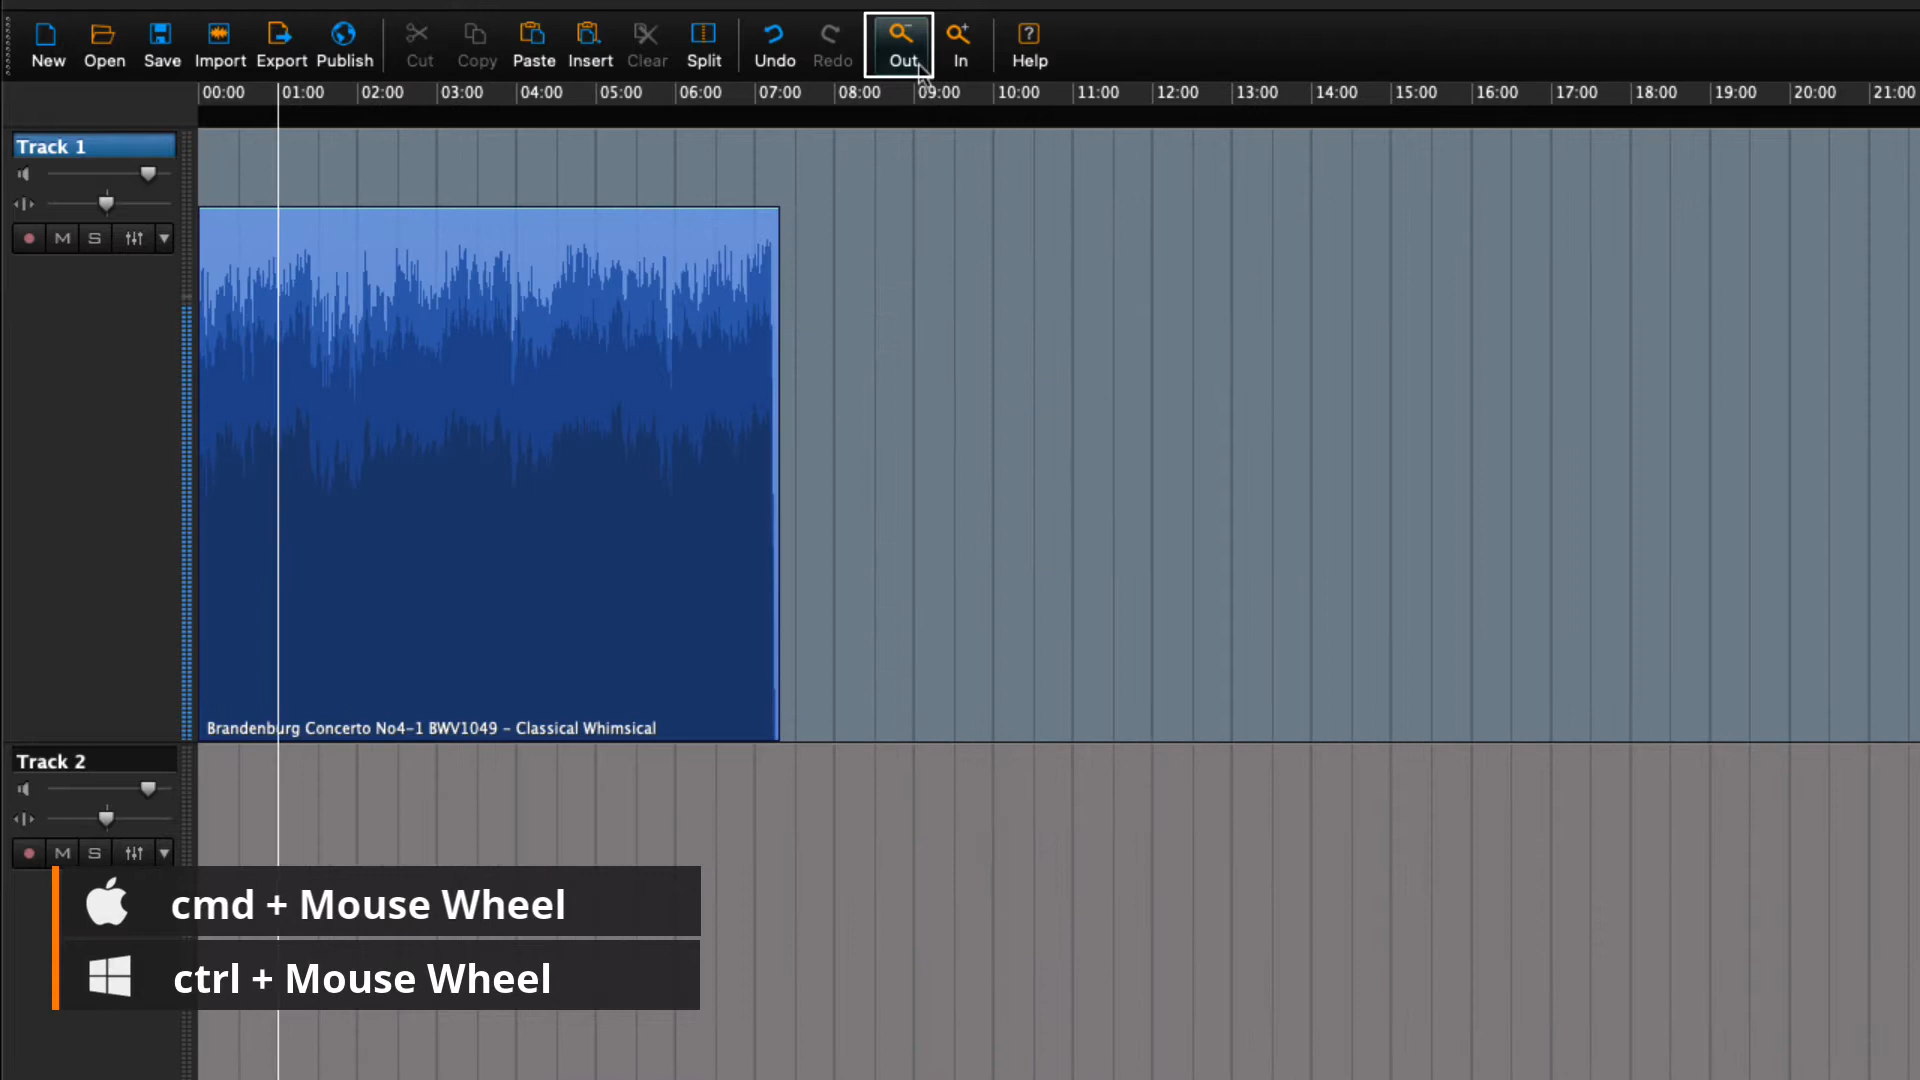 New Open Save Import Export Publish Cut Copy Paste Insert Clear Split Undo Redo Out In Help
00:00 01:00 02:00 03:00 04:00 05:00 06:00 07:00 08:00 09:00 10:00 11:00 12:00 13:00 14:00 15:00 16:00 17:00 18:00 19:00 20:00 21:00
Track 1
M S
Brandenburg Concerto No4-1 BWV1049 - Classical Whimsical
Track 2
M S
cmd + Mouse Wheel
ctrl + Mouse Wheel